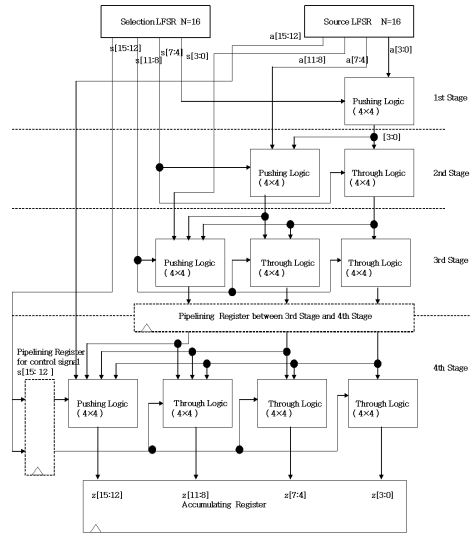 Selection LFSR N=16
Source LFSR N=16
s[15:12]
s[11:8]
s[7:4]
s[3:0]
a[15:12]
a[11:8]
a[7:4]
a[3:0]
Pushing Logic
(4×4)
1st Stage
[3:0]
Pushing Logic
(4×4)
Through Logic
(4×4)
2nd Stage
Pushing Logic
(4×4)
Through Logic
(4×4)
Through Logic
(4×4)
3rd Stage
Pipelining Register between 3rd Stage and 4th Stage
Pipelining Register
for control signal
s[15:12]
4th Stage
Pushing Logic
(4×4)
Through Logic
(4×4)
Through Logic
(4×4)
Through Logic
(4×4)
z[15:12]
z[11:8]
z[7:4]
z[3:0]
Accumulating Register